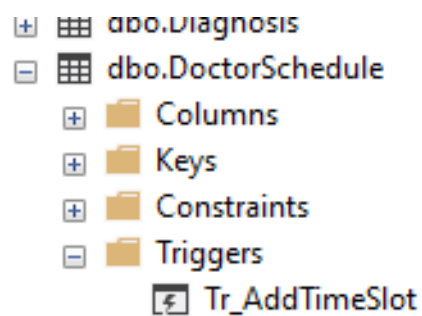 dbo.Diagnosis
dbo.DoctorSchedule
Columns
Keys
Constraints
Triggers
Tr_AddTimeSlot